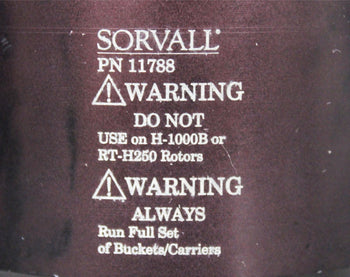 SORVALL®
PN 11788
⚠WARNING
DO NOT
USE on H-1000B or
RT-H250 Rotors
⚠WARNING
ALWAYS
Run Full Set
of Buckets/Carriers